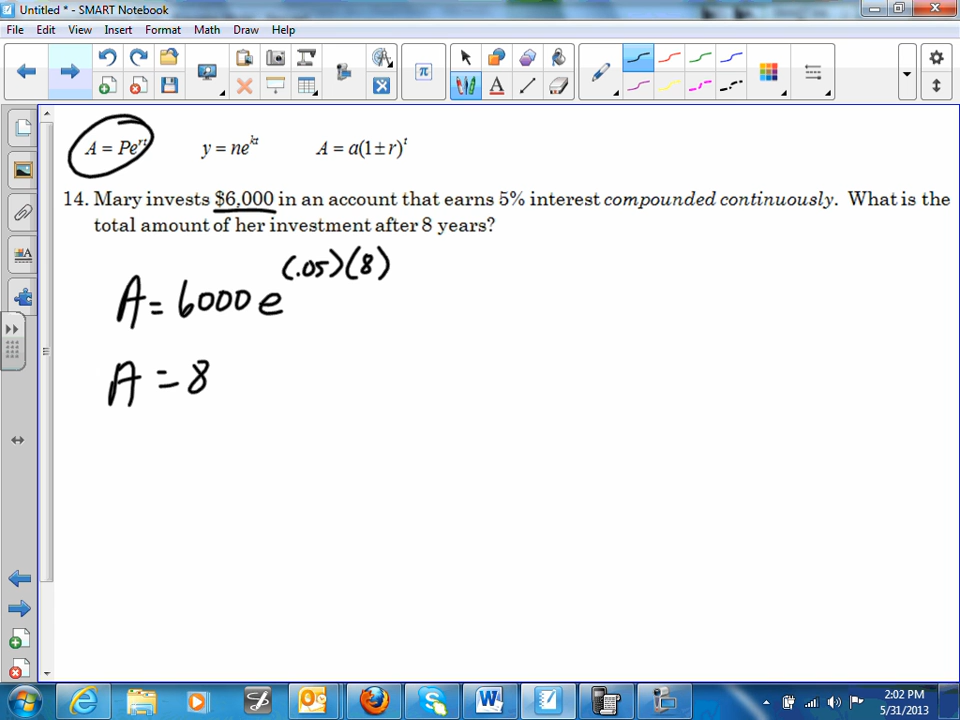 Untitled * - SMART Notebook
File Edit View Insert Format Math Draw Help
A = Pe^{rt} y = ne^{kt} A = a(1±r)^t
14. Mary invests $6,000 in an account that earns 5% interest compounded continuously. What is the
total amount of her investment after 8 years?
A = 6000 e^{(.05)(8)}
A = 8
2:02 PM
5/31/2013